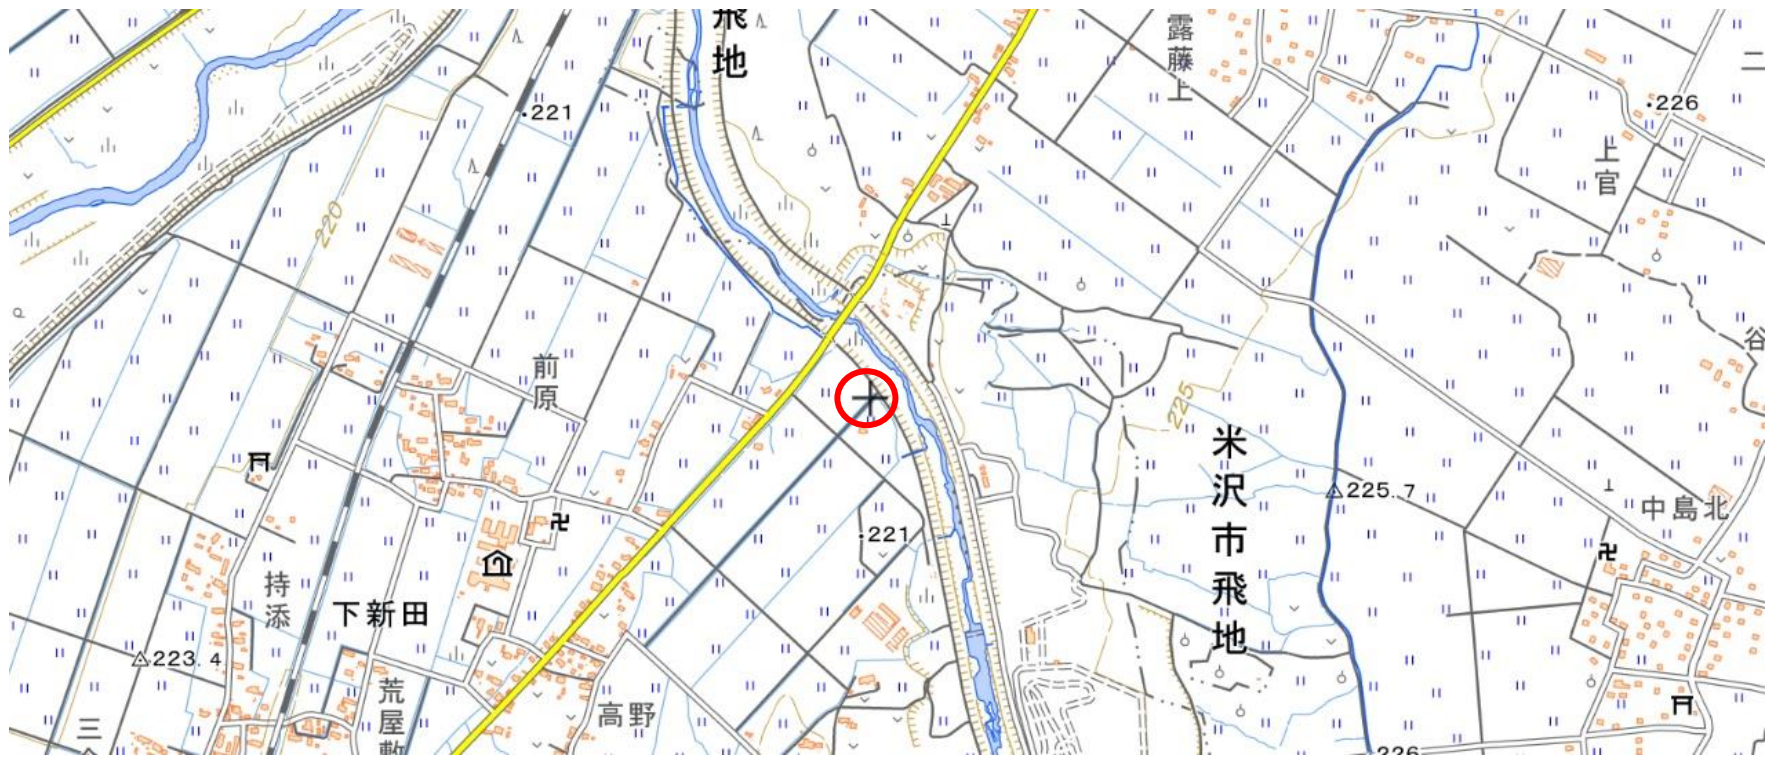 飛地
露藤上
二
226
上官
221
220
谷
前原
225
米沢市飛地
225.7
中島北
221
持添
下新田
223.4
荒屋敷
高野
三
226